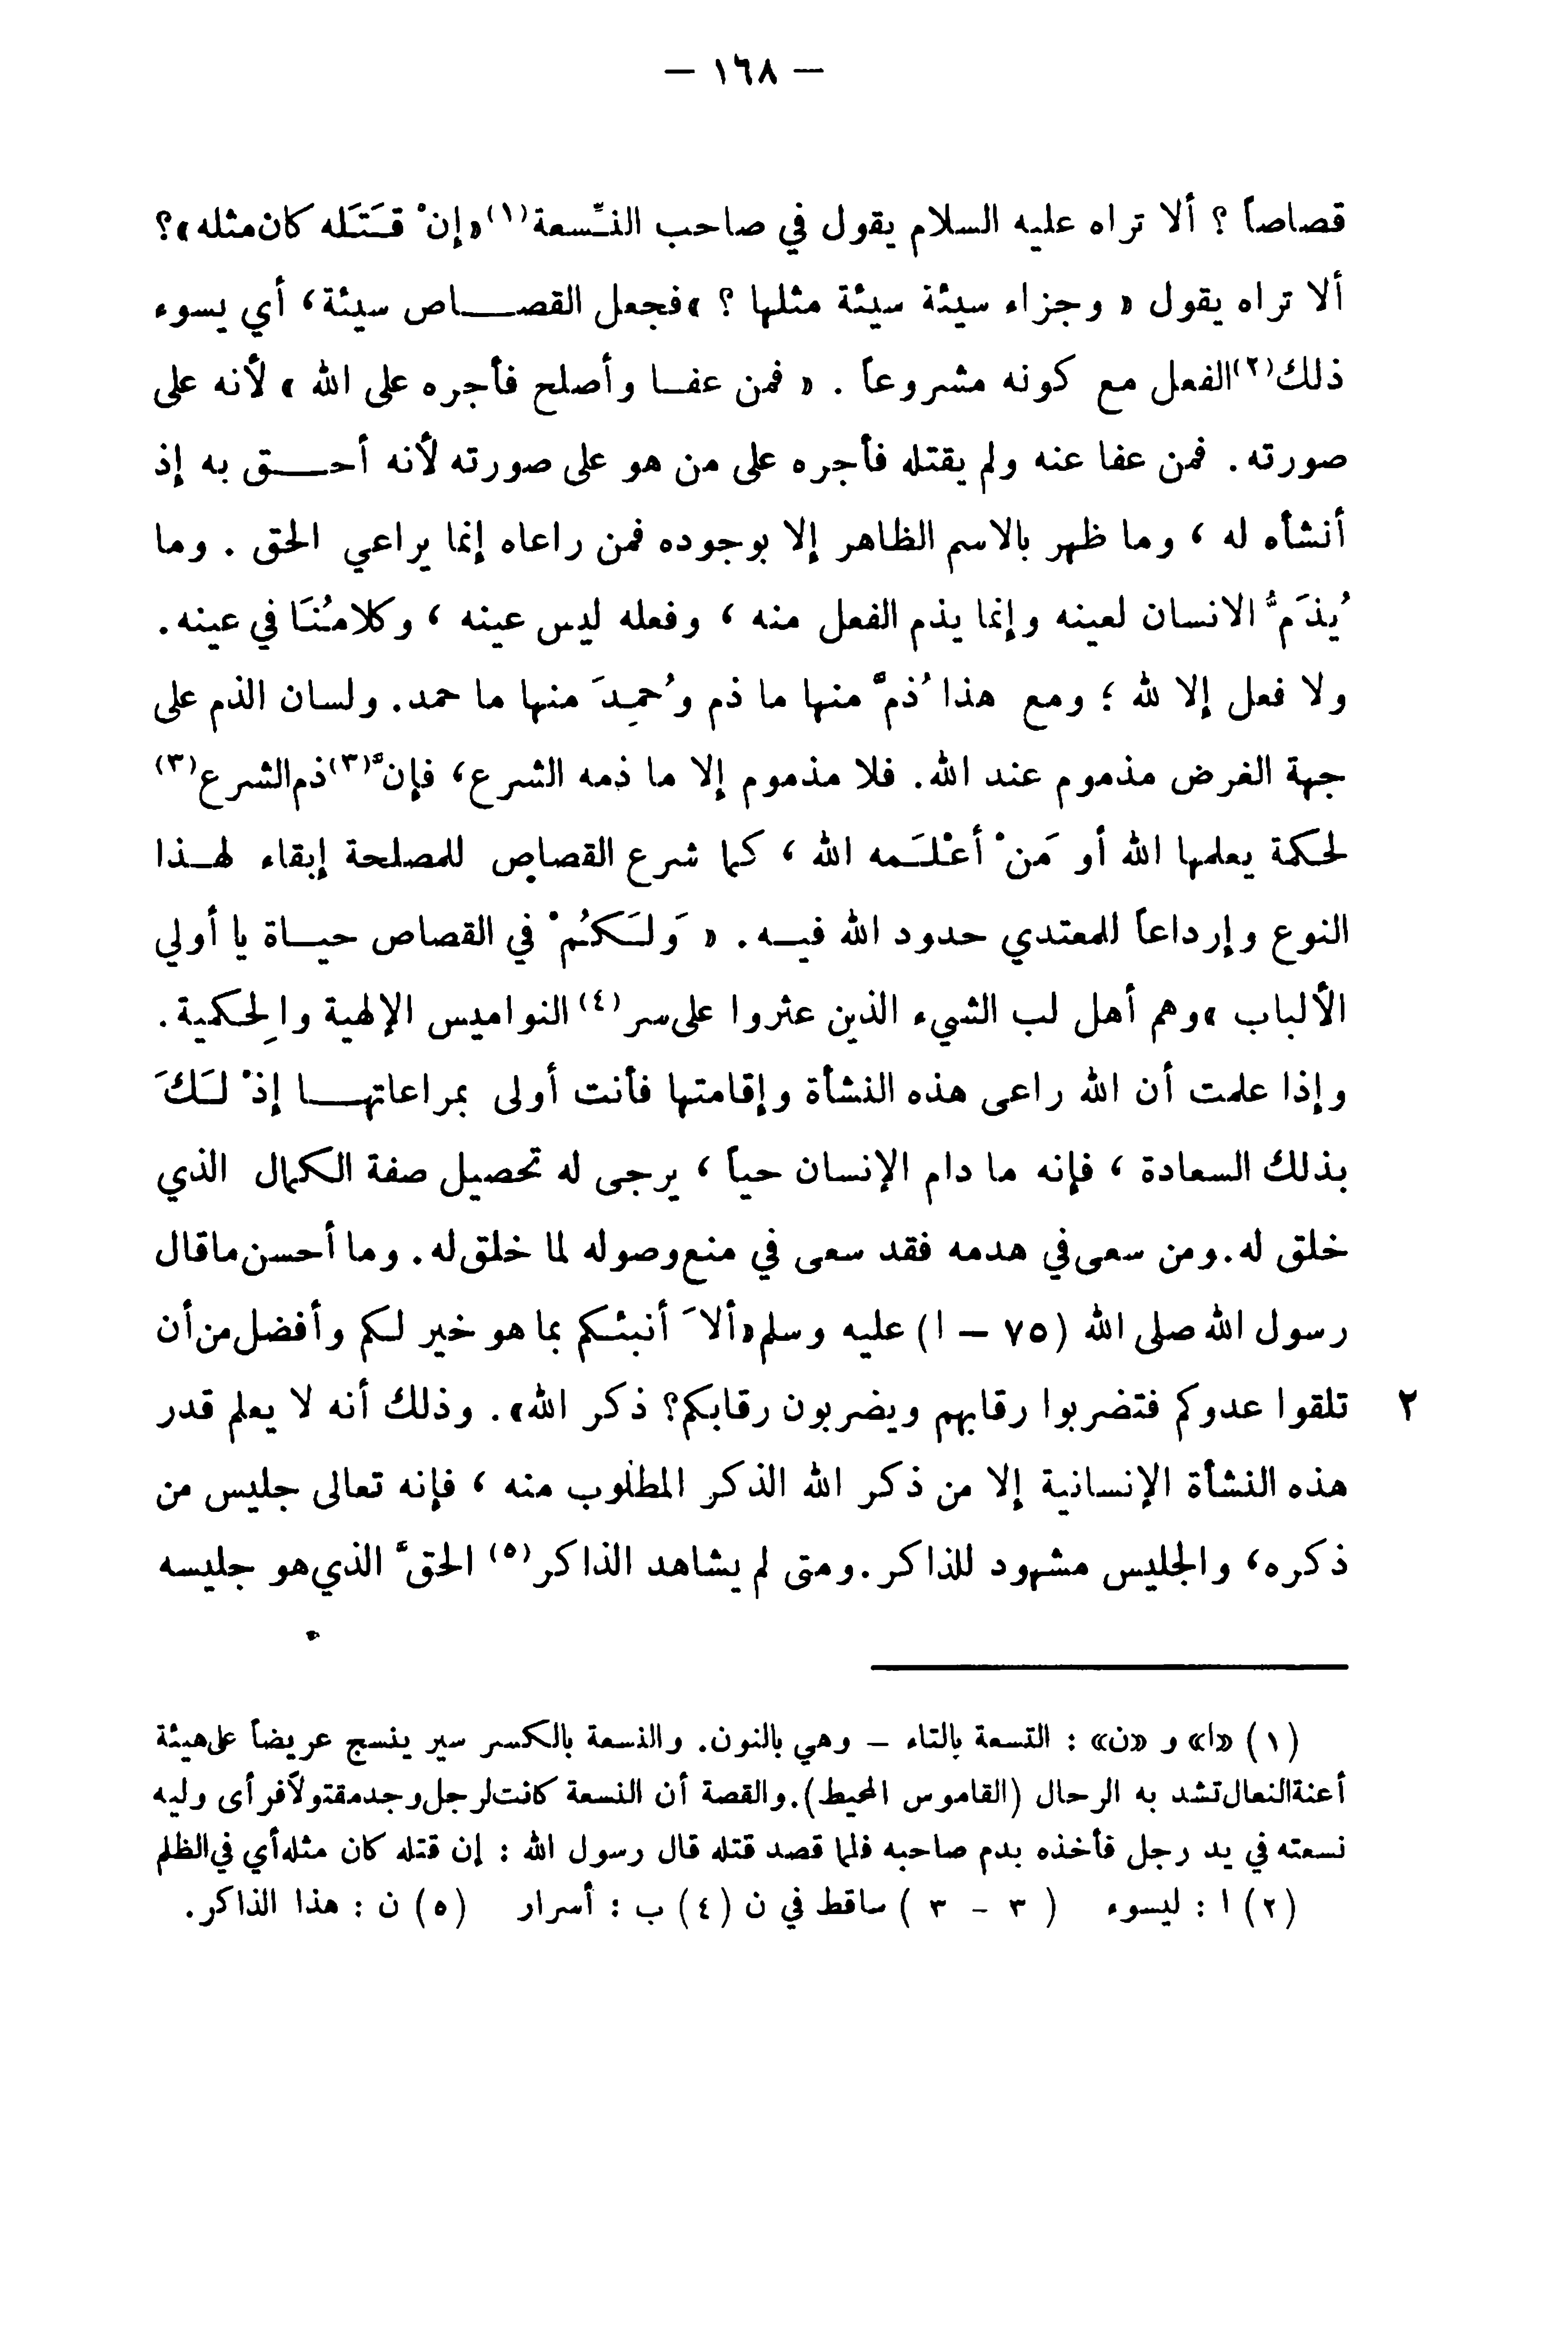 — ١٦٨ —
قصاصاً ؟ ألا تراه عليه السلام يقول في صاحب النِّسعة(١) «إنْ قَتَلَه كان مثله»؟
ألا تراه يقول « وجزاء سيئة سيئة مثلها ؟ » فجعل القصاص سيئة، أي يسوء
ذلك(٢) الفعل مع كونه مشروعاً . « فمن عفا وأصلح فأجره على الله » لأنه على
صورته . فمن عفا عنه ولم يقتله فأجره على من هو على صورته لأنه أحق به إذ
أنشأه له ، وما ظهر بالاسم الظاهر إلا بوجوده فمن راعاه إنما يراعي الحق . وما
يُذَمُّ الانسان لعينه وإنما يذم الفعل منه ، وفعله ليس عينه ، وكلامُنَا في عينه .
ولا فعل إلا لله ؛ ومع هذا ذُمَّ منها ما ذم وحُمِدَ منها ما حمد. ولسان الذم على
جهة الغرض مذموم عند الله. فلا مذموم إلا ما ذمه الشرع، فإنَّ(٣) ذم الشرع(٣)
لحكمة يعلمها الله أو مَنْ أعْلَمه الله ، كما شرع القصاص للمصلحة إبقاء لهذا
النوع وإرداعاً للمعتدي حدود الله فيه. « وَلَكُمْ في القصاص حياة يا أولي
الألباب » وهم أهل لب الشيء الذين عثروا على سر(٤) النواميس الإلهية والحِكمية .
وإذا علمت أن الله راعى هذه النشأة وإقامتها فأنت أولى بمراعاتها إذْ لَكَ
بذلك السعادة ، فإنه ما دام الإنسان حياً ، يرجى له تحصيل صفة الكمال الذي
خلق له. ومن سعى في هدمه فقد سعى في منع وصوله لما خلق له . وما أحسن ما قال
رسول الله صلى الله (٧٥ – ا) عليه وسلم «ألاَ أنبئكم بما هو خير لكم وأفضل من أن
تلقوا عدوكم فتضربوا رقابهم ويضربون رقابكم؟ ذكر الله» . وذلك أنه لا يعلم قدر ٢
هذه النشأة الإنسانية إلا من ذكر الله الذكر المطلوب منه ، فإنه تعالى جليس من
ذكره، والجليس مشهود للذاكر. ومتى لم يشاهد الذاكر(٥) الحقَّ الذي هو جليسه
(١) «ا» و «ن» : التسعة بالتاء – وهي بالنون. والنسعة بالكسر سير ينسج عريضاً على هيئة
أعنة النعال تشد به الرحال (القاموس المحيط). والقصة أن النسعة كانت لرجل وجد مقتولاً فرأى وليه
نسعته في يد رجل فأخذه بدم صاحبه فلما قصد قتله قال رسول الله : إن قتله كان مثله أي في الظلم
(٢) ا : ليسوء (٣ - ٣) ساقط في ن (٤) ب : أسرار (٥) ن : هذا الذاكر.